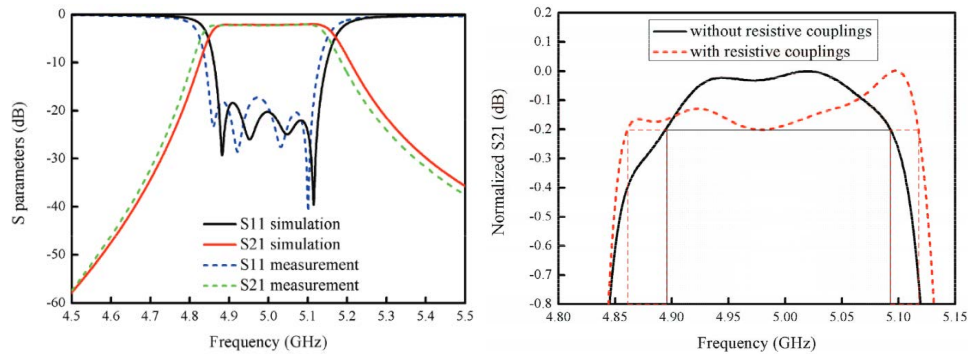 0
-10
-20
-30
-40
-50
-60
S parameters (dB)
S11 simulation
S21 simulation
S11 measurement
S21 measurement
4.5 4.6 4.7 4.8 4.9 5.0 5.1 5.2 5.3 5.4 5.5
Frequency (GHz)
0.2
0.1
0.0
-0.1
-0.2
-0.3
-0.4
-0.5
-0.6
-0.7
-0.8
Normalized S21 (dB)
without resistive couplings
with resistive couplings
4.80 4.85 4.90 4.95 5.00 5.05 5.10 5.15
Frequency (GHz)